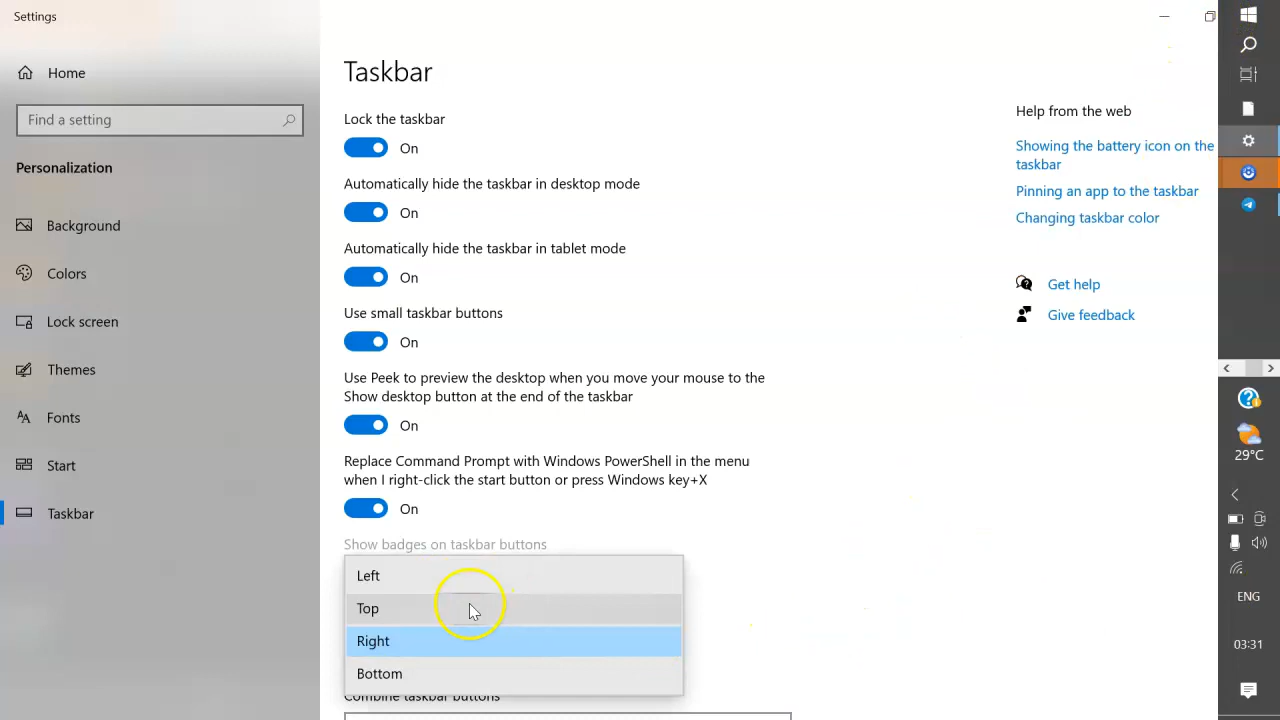 Settings
Home
Find a setting
Personalization
Background
Colors
Lock screen
Themes
Fonts
Start
Taskbar
Taskbar
Lock the taskbar
On
Automatically hide the taskbar in desktop mode
On
Automatically hide the taskbar in tablet mode
On
Use small taskbar buttons
On
Use Peek to preview the desktop when you move your mouse to the
Show desktop button at the end of the taskbar
On
Replace Command Prompt with Windows PowerShell in the menu
when I right-click the start button or press Windows key+X
On
Show badges on taskbar buttons
Left
Top
Right
Bottom
Combine taskbar buttons
Help from the web
Showing the battery icon on the
taskbar
Pinning an app to the taskbar
Changing taskbar color
Get help
Give feedback
29°C
ENG
03:31